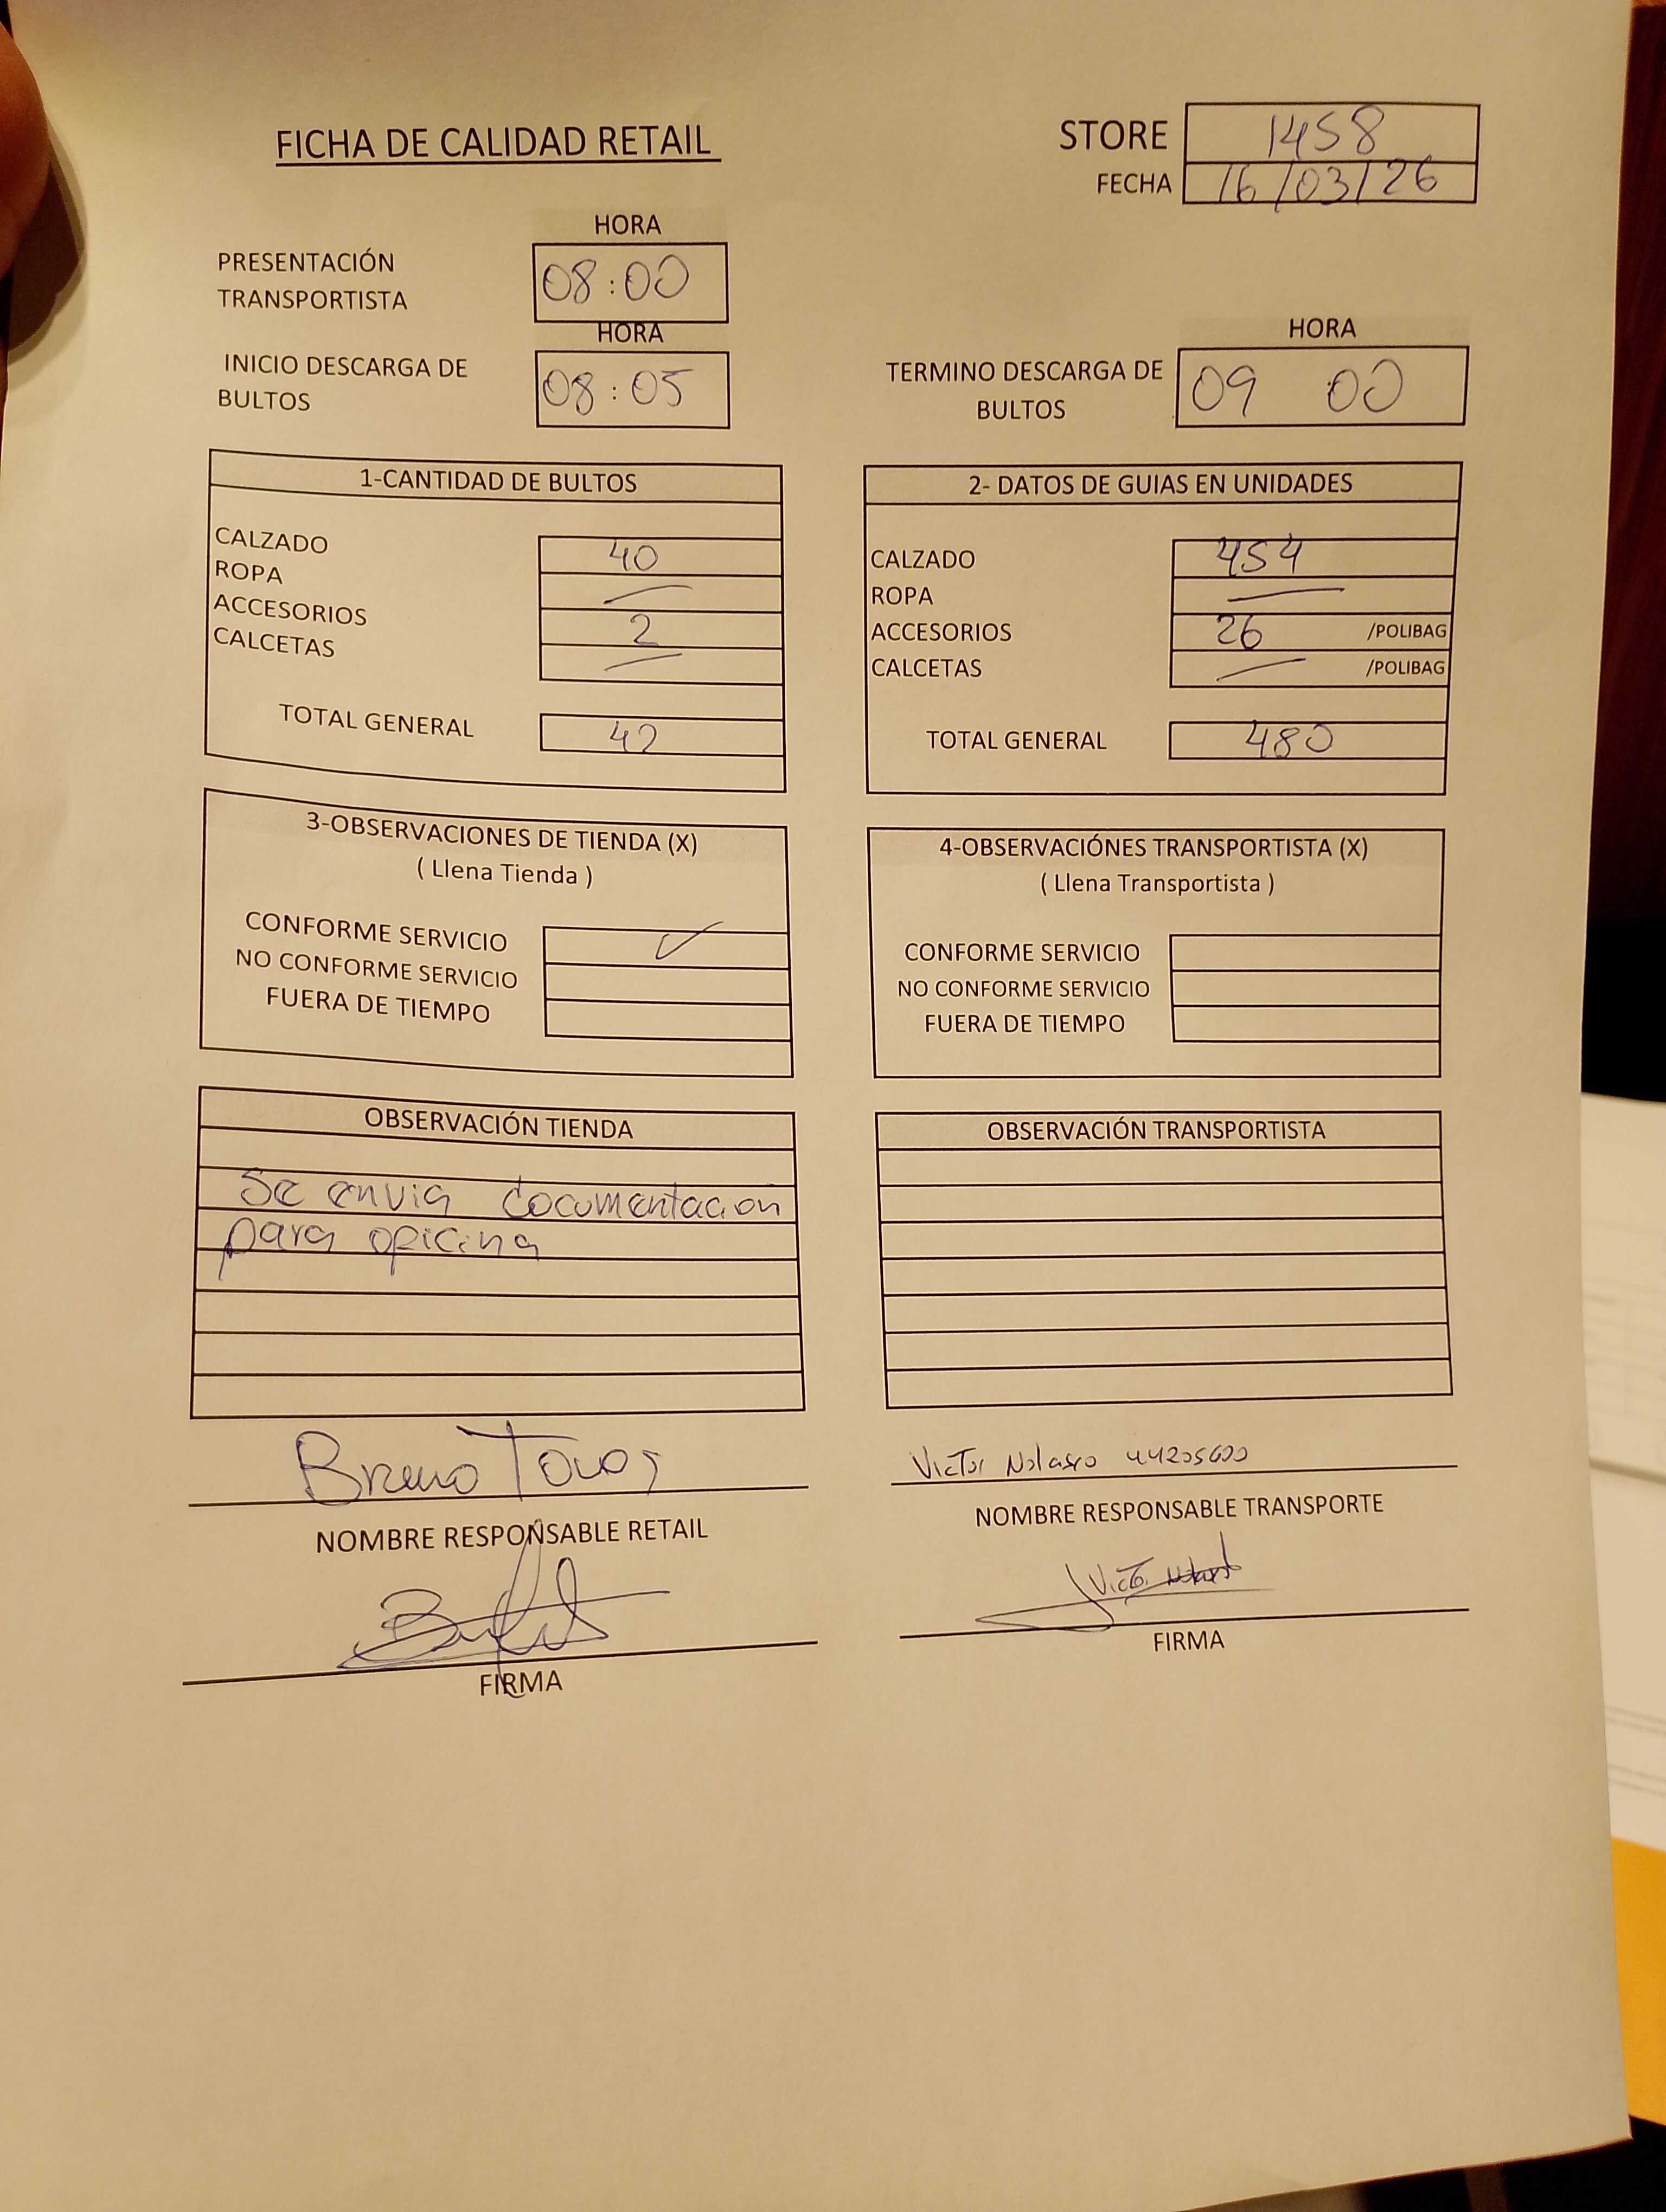 FICHA DE CALIDAD RETAIL
STORE 1458
FECHA 16/03/26
HORA
PRESENTACIÓN TRANSPORTISTA 08:00
HORA
INICIO DESCARGA DE BULTOS 08:05
HORA
TERMINO DESCARGA DE BULTOS 09 00
1-CANTIDAD DE BULTOS
CALZADO 40
ROPA —
ACCESORIOS 2
CALCETAS —
TOTAL GENERAL 42
2- DATOS DE GUIAS EN UNIDADES
CALZADO 454
ROPA —
ACCESORIOS 26 /POLIBAG
CALCETAS — /POLIBAG
TOTAL GENERAL 480
3-OBSERVACIONES DE TIENDA (X)
( Llena Tienda )
CONFORME SERVICIO ✓
NO CONFORME SERVICIO
FUERA DE TIEMPO
4-OBSERVACIÓNES TRANSPORTISTA (X)
( Llena Transportista )
CONFORME SERVICIO
NO CONFORME SERVICIO
FUERA DE TIEMPO
OBSERVACIÓN TIENDA
Se envia documentación
para oficina
OBSERVACIÓN TRANSPORTISTA
Bruno
NOMBRE RESPONSABLE RETAIL
FIRMA
Victor Nolasco
NOMBRE RESPONSABLE TRANSPORTE
Victor
FIRMA